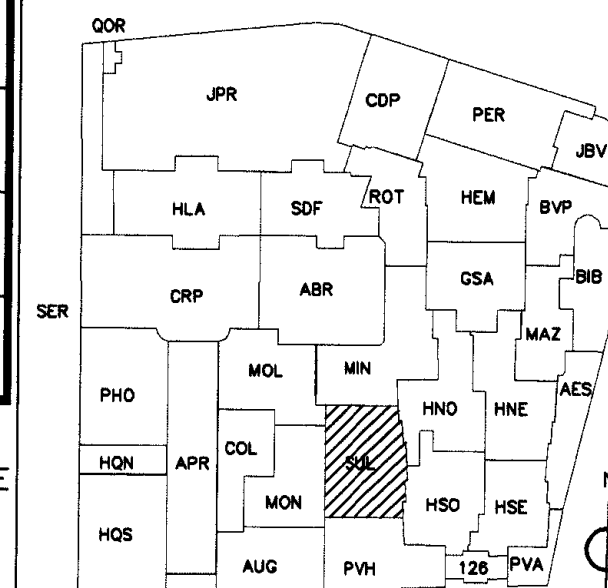 QOR
JPR
CDP
PER
JBV
HLA
SDF
ROT
HEM
BVP
SER
CRP
ABR
GSA
BIB
MAZ
MOL
MIN
PHO
AES
HNO
HNE
COL
APR
HQN
SUL
MON
HSO
HSE
HQS
AUG
PVH
126
PVA